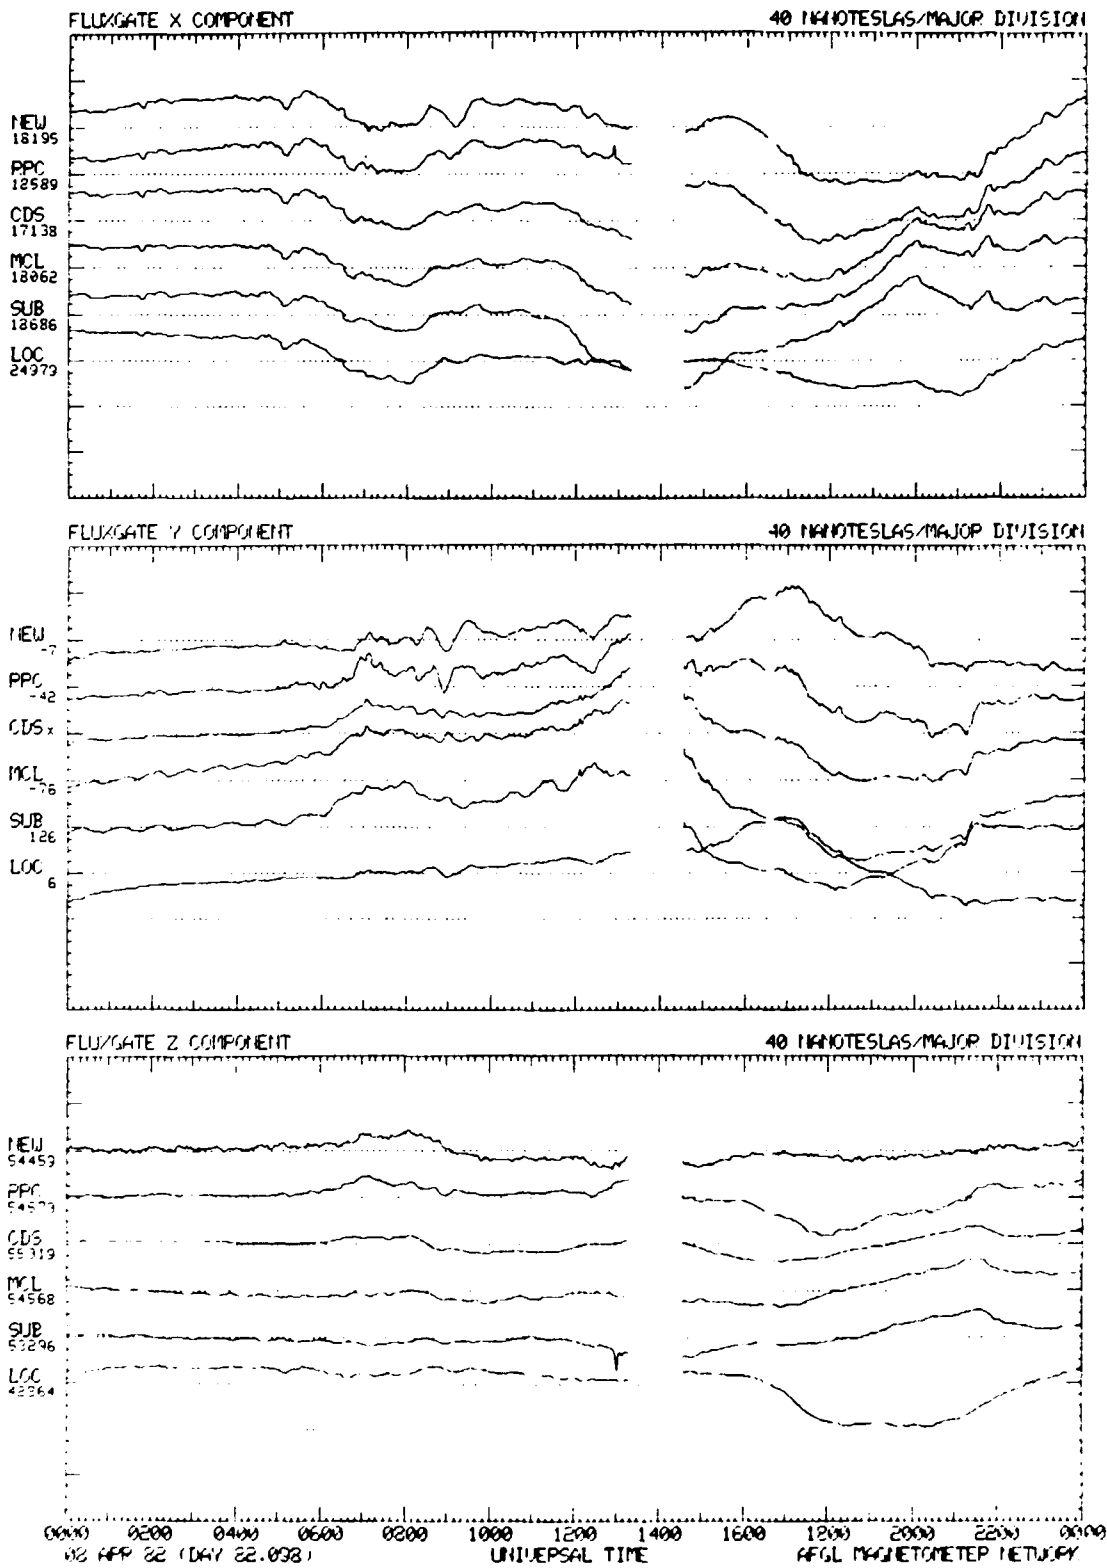 FLUXGATE X COMPONENT 40 NANOTESLAS/MAJOR DIVISION
NEW
18195
PPC
12589
CDS
17138
MCL
18062
SUB
LOC
24973
FLUXGATE Y COMPONENT 40 NANOTESLAS/MAJOR DIVISION
NEW
-7
PPC
-42
CDS x
MCL
-76
SUB
126
LOC
6
FLUXGATE Z COMPONENT 40 NANOTESLAS/MAJOR DIVISION
NEW
54459
PPC
CDS
55319
MCL
54568
SUB
53296
LOC
42364
0000 0200 0400 0600 0800 1000 1200 1400 1600 1800 2000 2200 0000
08 APR 82 (DAY 82.098) UNIVERSAL TIME AFGL MAGNETOMETER NETWORK